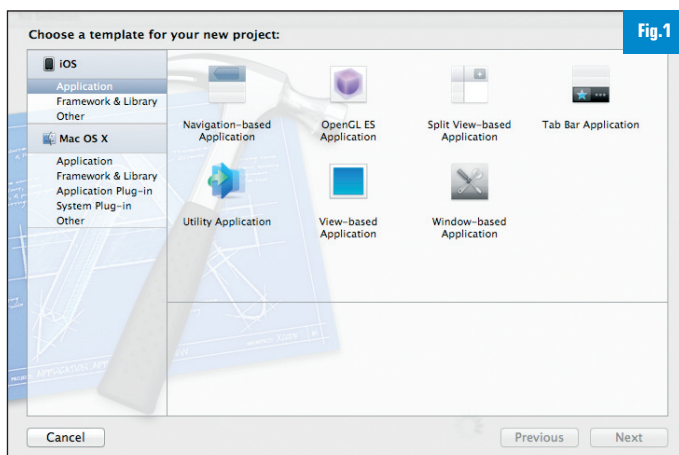 Fig.1
Choose a template for your new project:
iOS
Application
Framework & Library
Other
Mac OS X
Application
Framework & Library
Application Plug-in
System Plug-in
Other
Navigation-based
Application
OpenGL ES
Application
Split View-based
Application
Tab Bar Application
Utility Application
View-based
Application
Window-based
Application
Cancel
Previous
Next